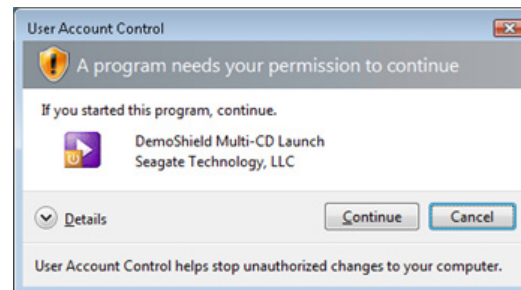 User Account Control
A program needs your permission to continue
If you started this program, continue.
DemoShield Multi-CD Launch
Seagate Technology, LLC
Details
Continue Cancel
User Account Control helps stop unauthorized changes to your computer.